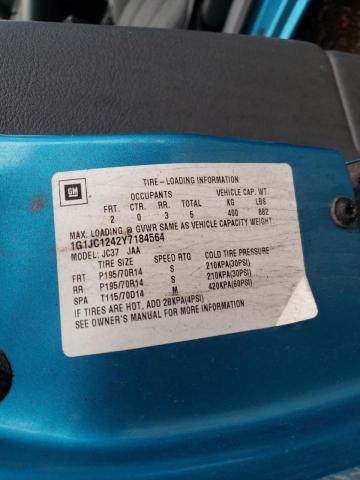 GM
TIRE-LOADING INFORMATION
OCCUPANTS VEHICLE CAP. WT.
FRT. CTR. RR. TOTAL KG LBS
2 0 3 5 400 882
MAX. LOADING @ GVWR SAME AS VEHICLE CAPACITY WEIGHT
1G1JC1242Y7184564
MODEL: JC37 JAA
TIRE SIZE SPEED RTG COLD TIRE PRESSURE
FRT P195/70R14 S 210KPA(30PSI)
RR P195/70R14 S 210KPA(30PSI)
SPA T115/70D14 M 420KPA(60PSI)
IF TIRES ARE HOT, ADD 28KPA(4PSI)
SEE OWNER'S MANUAL FOR MORE INFORMATION